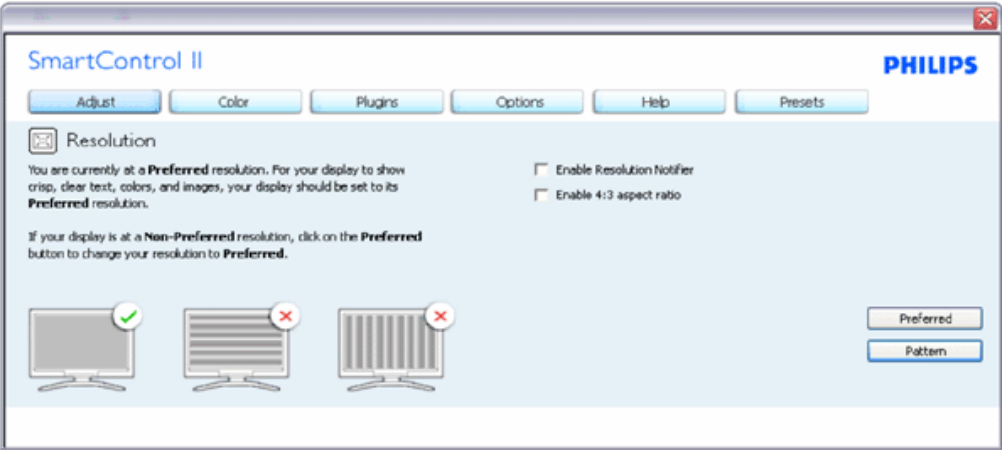 SmartControl II
PHILIPS
Adjust
Color
Plugins
Options
Help
Presets
Resolution
You are currently at a Preferred resolution. For your display to show
crisp, clear text, colors, and images, your display should be set to its
Preferred resolution.
If your display is at a Non-Preferred resolution, click on the Preferred
button to change your resolution to Preferred.
Enable Resolution Notifier
Enable 4:3 aspect ratio
Preferred
Pattern